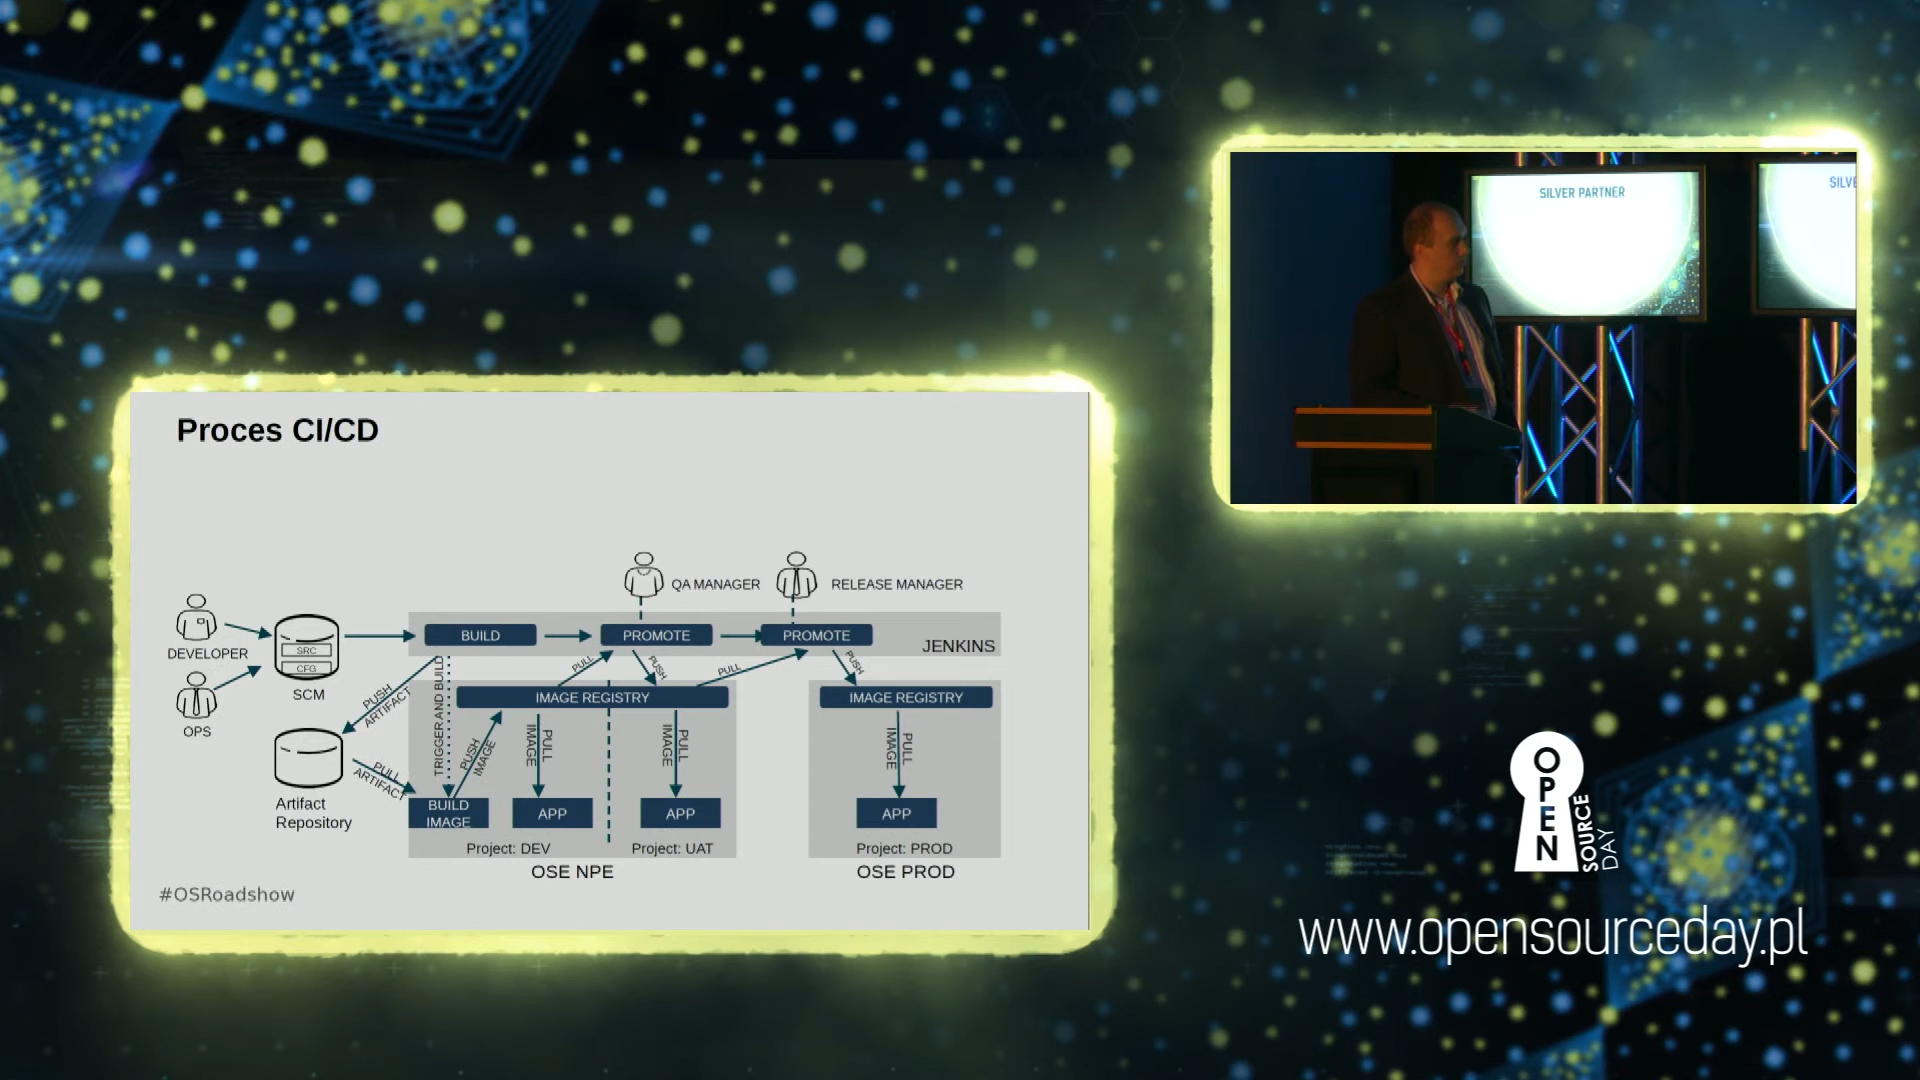 SILVER PARTNER
SILVE
Proces CI/CD
QA MANAGER
RELEASE MANAGER
BUILD
PROMOTE
PROMOTE
JENKINS
DEVELOPER
SRC
CFG
SCM
OPS
PULL
PUSH
PULL
PUSH
PUSH
ARTIFACT
TRIGGER AND BUILD
IMAGE REGISTRY
IMAGE REGISTRY
PUSH
IMAGE
PULL
IMAGE
PULL
IMAGE
PULL
IMAGE
PULL
ARTIFACT
Artifact
Repository
BUILD
IMAGE
APP
APP
APP
Project: DEV
Project: UAT
Project: PROD
OSE NPE
OSE PROD
#OSRoadshow
OPEN
SOURCE
DAY
www.opensourceday.pl